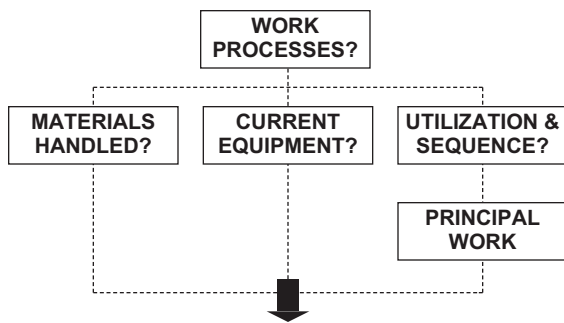 WORK
PROCESSES?
MATERIALS
HANDLED?
CURRENT
EQUIPMENT?
UTILIZATION &
SEQUENCE?
PRINCIPAL
WORK